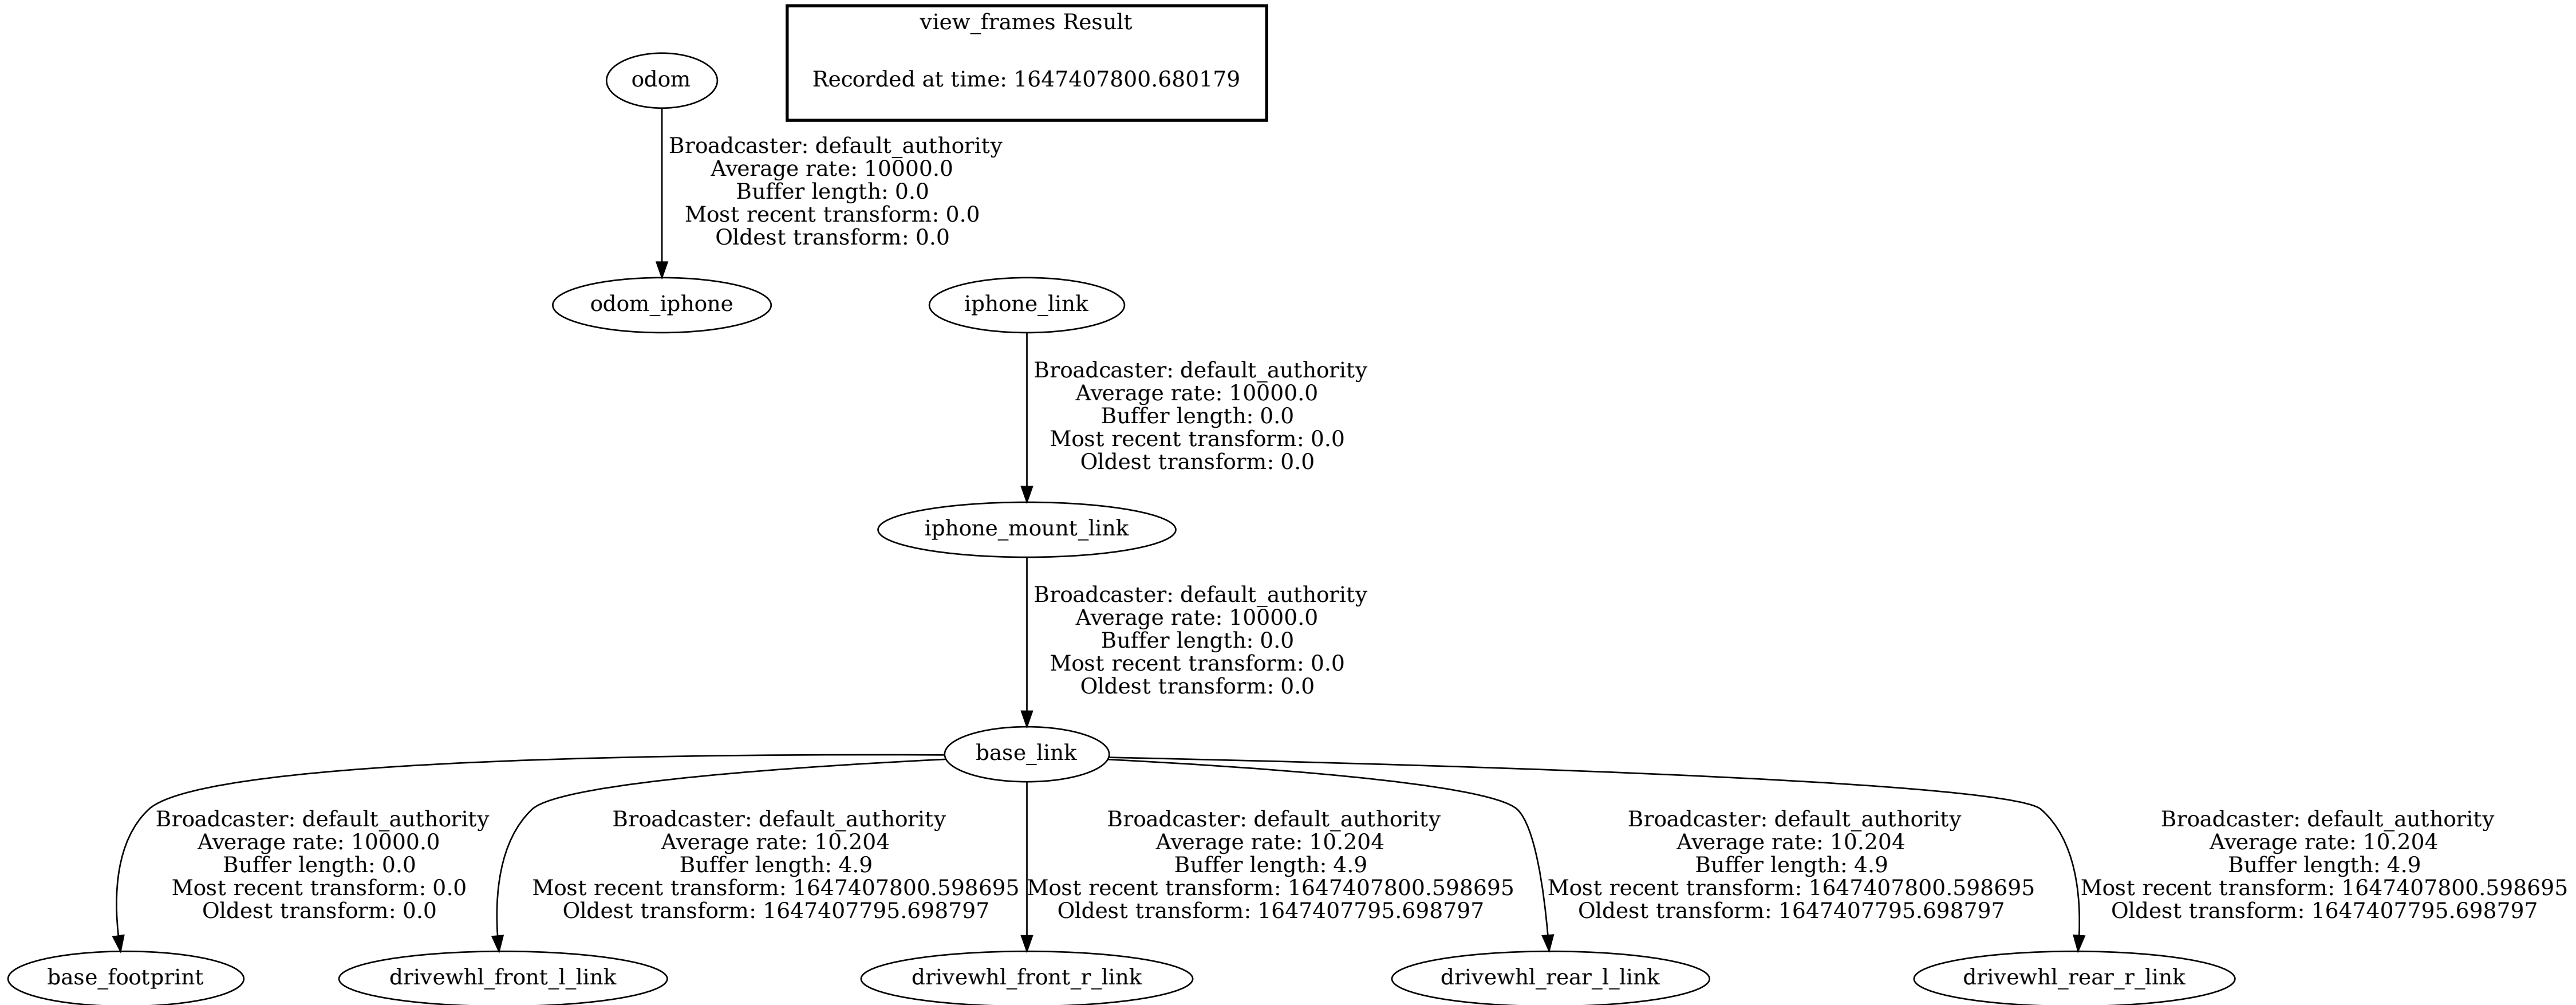 view_frames Result
Recorded at time: 1647407800.680179
odom
Broadcaster: default_authority
Average rate: 10000.0
Buffer length: 0.0
Most recent transform: 0.0
Oldest transform: 0.0
odom_iphone
iphone_link
Broadcaster: default_authority
Average rate: 10000.0
Buffer length: 0.0
Most recent transform: 0.0
Oldest transform: 0.0
iphone_mount_link
Broadcaster: default_authority
Average rate: 10000.0
Buffer length: 0.0
Most recent transform: 0.0
Oldest transform: 0.0
base_link
Broadcaster: default_authority
Average rate: 10000.0
Buffer length: 0.0
Most recent transform: 0.0
Oldest transform: 0.0
Broadcaster: default_authority
Average rate: 10.204
Buffer length: 4.9
Most recent transform: 1647407800.598695
Oldest transform: 1647407795.698797
Broadcaster: default_authority
Average rate: 10.204
Buffer length: 4.9
Most recent transform: 1647407800.598695
Oldest transform: 1647407795.698797
Broadcaster: default_authority
Average rate: 10.204
Buffer length: 4.9
Most recent transform: 1647407800.598695
Oldest transform: 1647407795.698797
Broadcaster: default_authority
Average rate: 10.204
Buffer length: 4.9
Most recent transform: 1647407800.598695
Oldest transform: 1647407795.698797
base_footprint
drivewhl_front_l_link
drivewhl_front_r_link
drivewhl_rear_l_link
drivewhl_rear_r_link